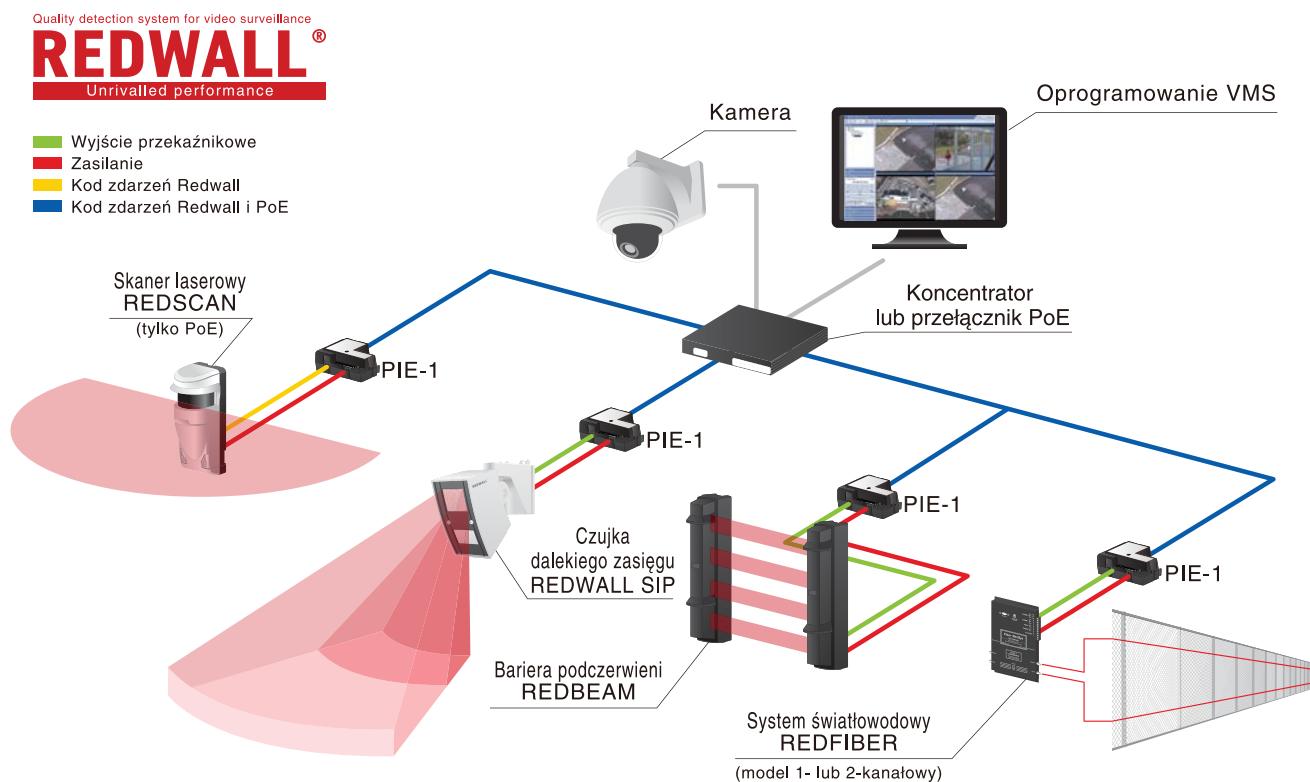 Quality detection system for video surveillance
REDWALL®
Unrivalled performance
Wyjście przekaźnikowe
Zasilanie
Kod zdarzeń Redwall
Kod zdarzeń Redwall i PoE
Kamera
Oprogramowanie VMS
Skaner laserowy
REDSCAN
(tylko PoE)
PIE-1
Koncentrator
lub przełącznik PoE
PIE-1
REDWALL
Czujka
dalekiego zasięgu
REDWALL SIP
PIE-1
PIE-1
Bariera podczerwieni
REDBEAM
System światłowodowy
REDFIBER
(model 1- lub 2-kanałowy)